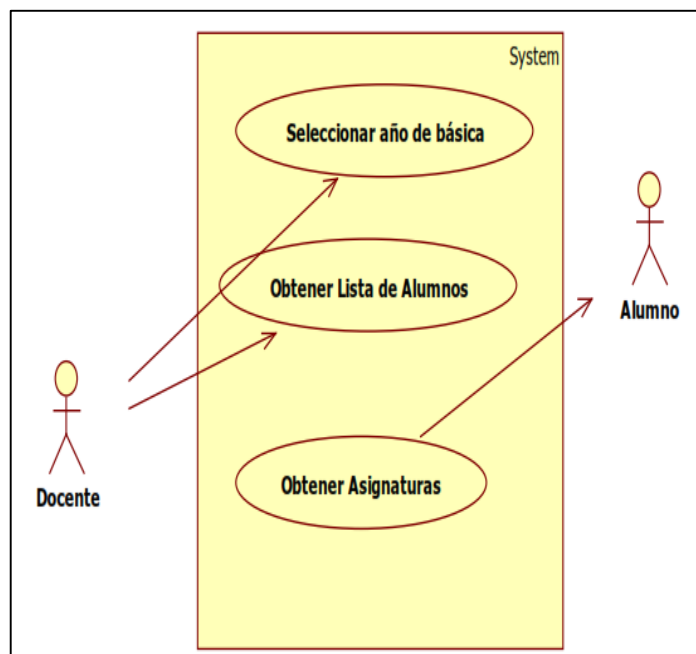 System
Seleccionar año de básica
Obtener Lista de Alumnos
Alumno
Obtener Asignaturas
Docente